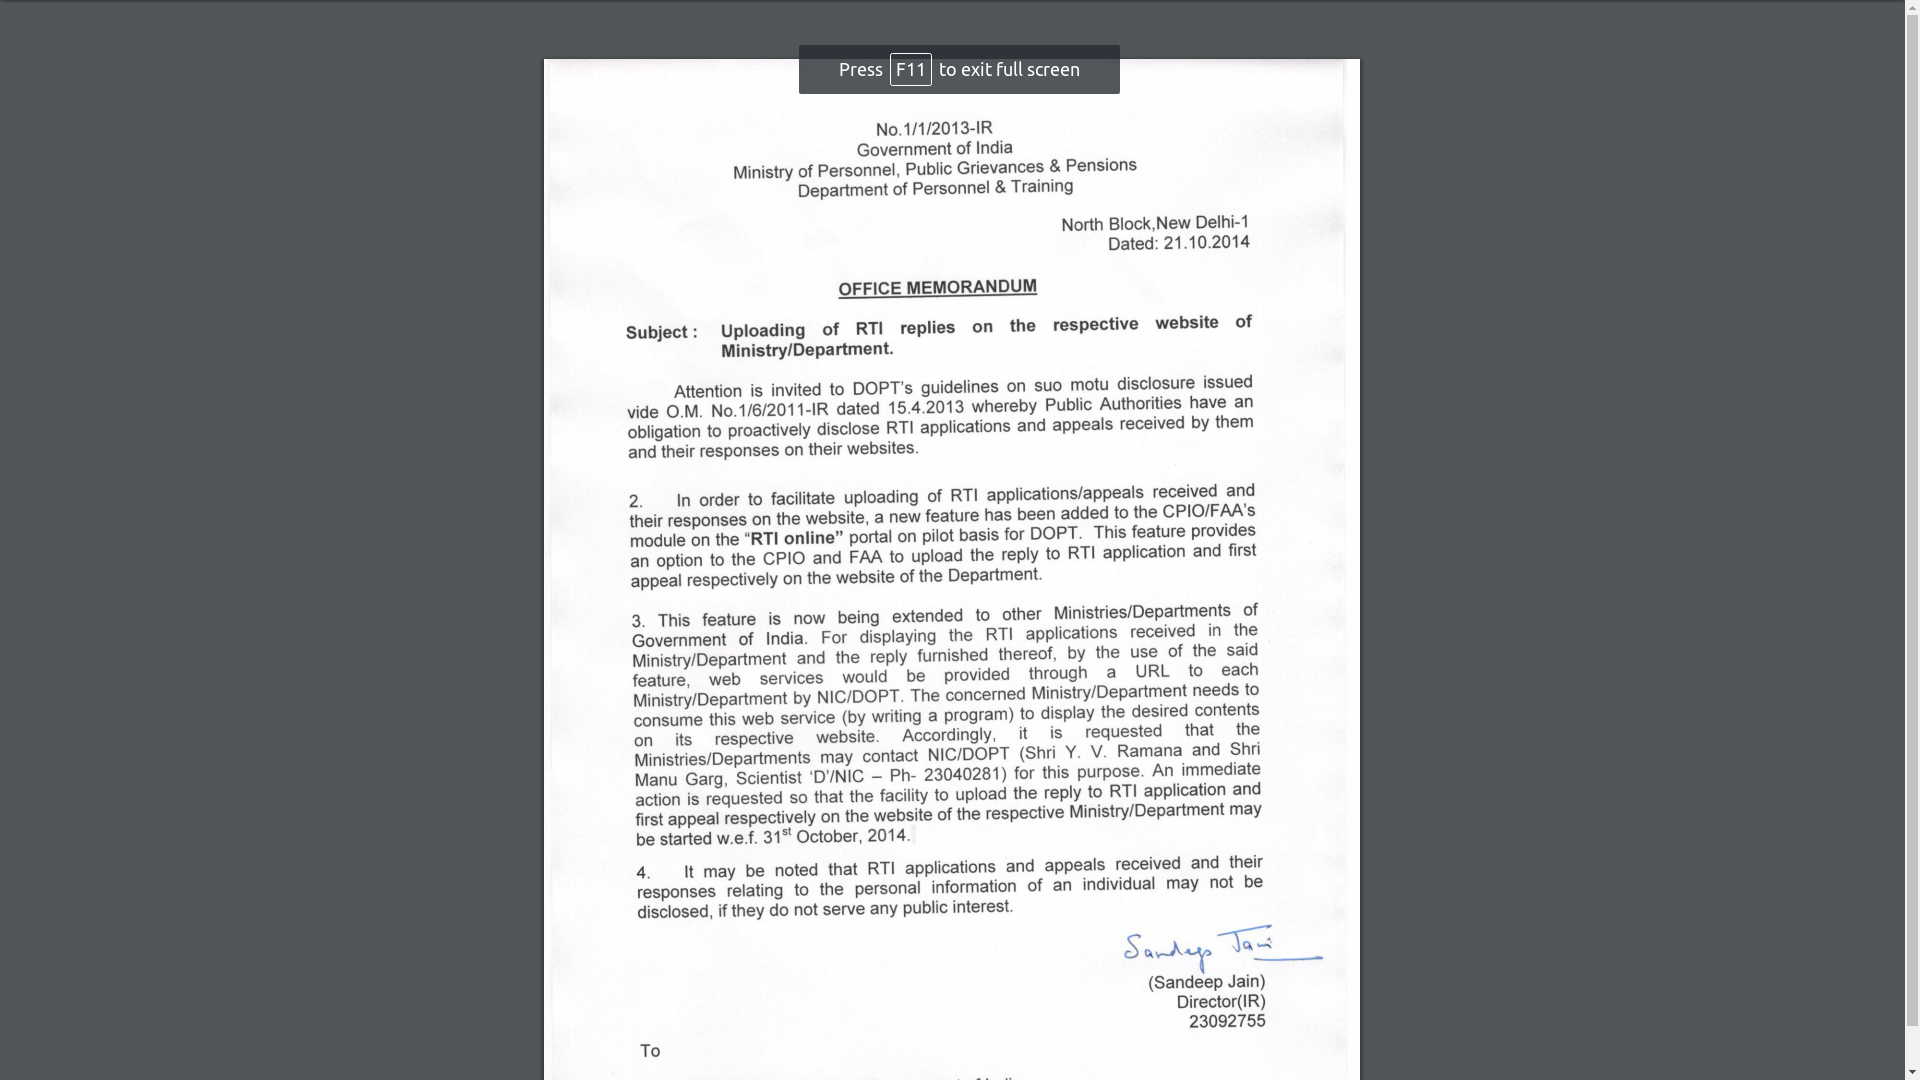 Press F11 to exit full screen
No.1/1/2013-IR
Government of India
Ministry of Personnel, Public Grievances & Pensions
Department of Personnel & Training
North Block,New Delhi-1
Dated: 21.10.2014
OFFICE MEMORANDUM
Subject : Uploading of RTI replies on the respective website of
Ministry/Department.
Attention is invited to DOPT's guidelines on suo motu disclosure issued
vide O.M. No.1/6/2011-IR dated 15.4.2013 whereby Public Authorities have an
obligation to proactively disclose RTI applications and appeals received by them
and their responses on their websites.
2. In order to facilitate uploading of RTI applications/appeals received and
their responses on the website, a new feature has been added to the CPIO/FAA's
module on the “RTI online” portal on pilot basis for DOPT. This feature provides
an option to the CPIO and FAA to upload the reply to RTI application and first
appeal respectively on the website of the Department.
3. This feature is now being extended to other Ministries/Departments of
Government of India. For displaying the RTI applications received in the
Ministry/Department and the reply furnished thereof, by the use of the said
feature, web services would be provided through a URL to each
Ministry/Department by NIC/DOPT. The concerned Ministry/Department needs to
consume this web service (by writing a program) to display the desired contents
on its respective website. Accordingly, it is requested that the
Ministries/Departments may contact NIC/DOPT (Shri Y. V. Ramana and Shri
Manu Garg, Scientist ‘D’/NIC – Ph- 23040281) for this purpose. An immediate
action is requested so that the facility to upload the reply to RTI application and
first appeal respectively on the website of the respective Ministry/Department may
be started w.e.f. 31st October, 2014.
4. It may be noted that RTI applications and appeals received and their
responses relating to the personal information of an individual may not be
disclosed, if they do not serve any public interest.
Sandeep Jain
(Sandeep Jain)
Director(IR)
23092755
To